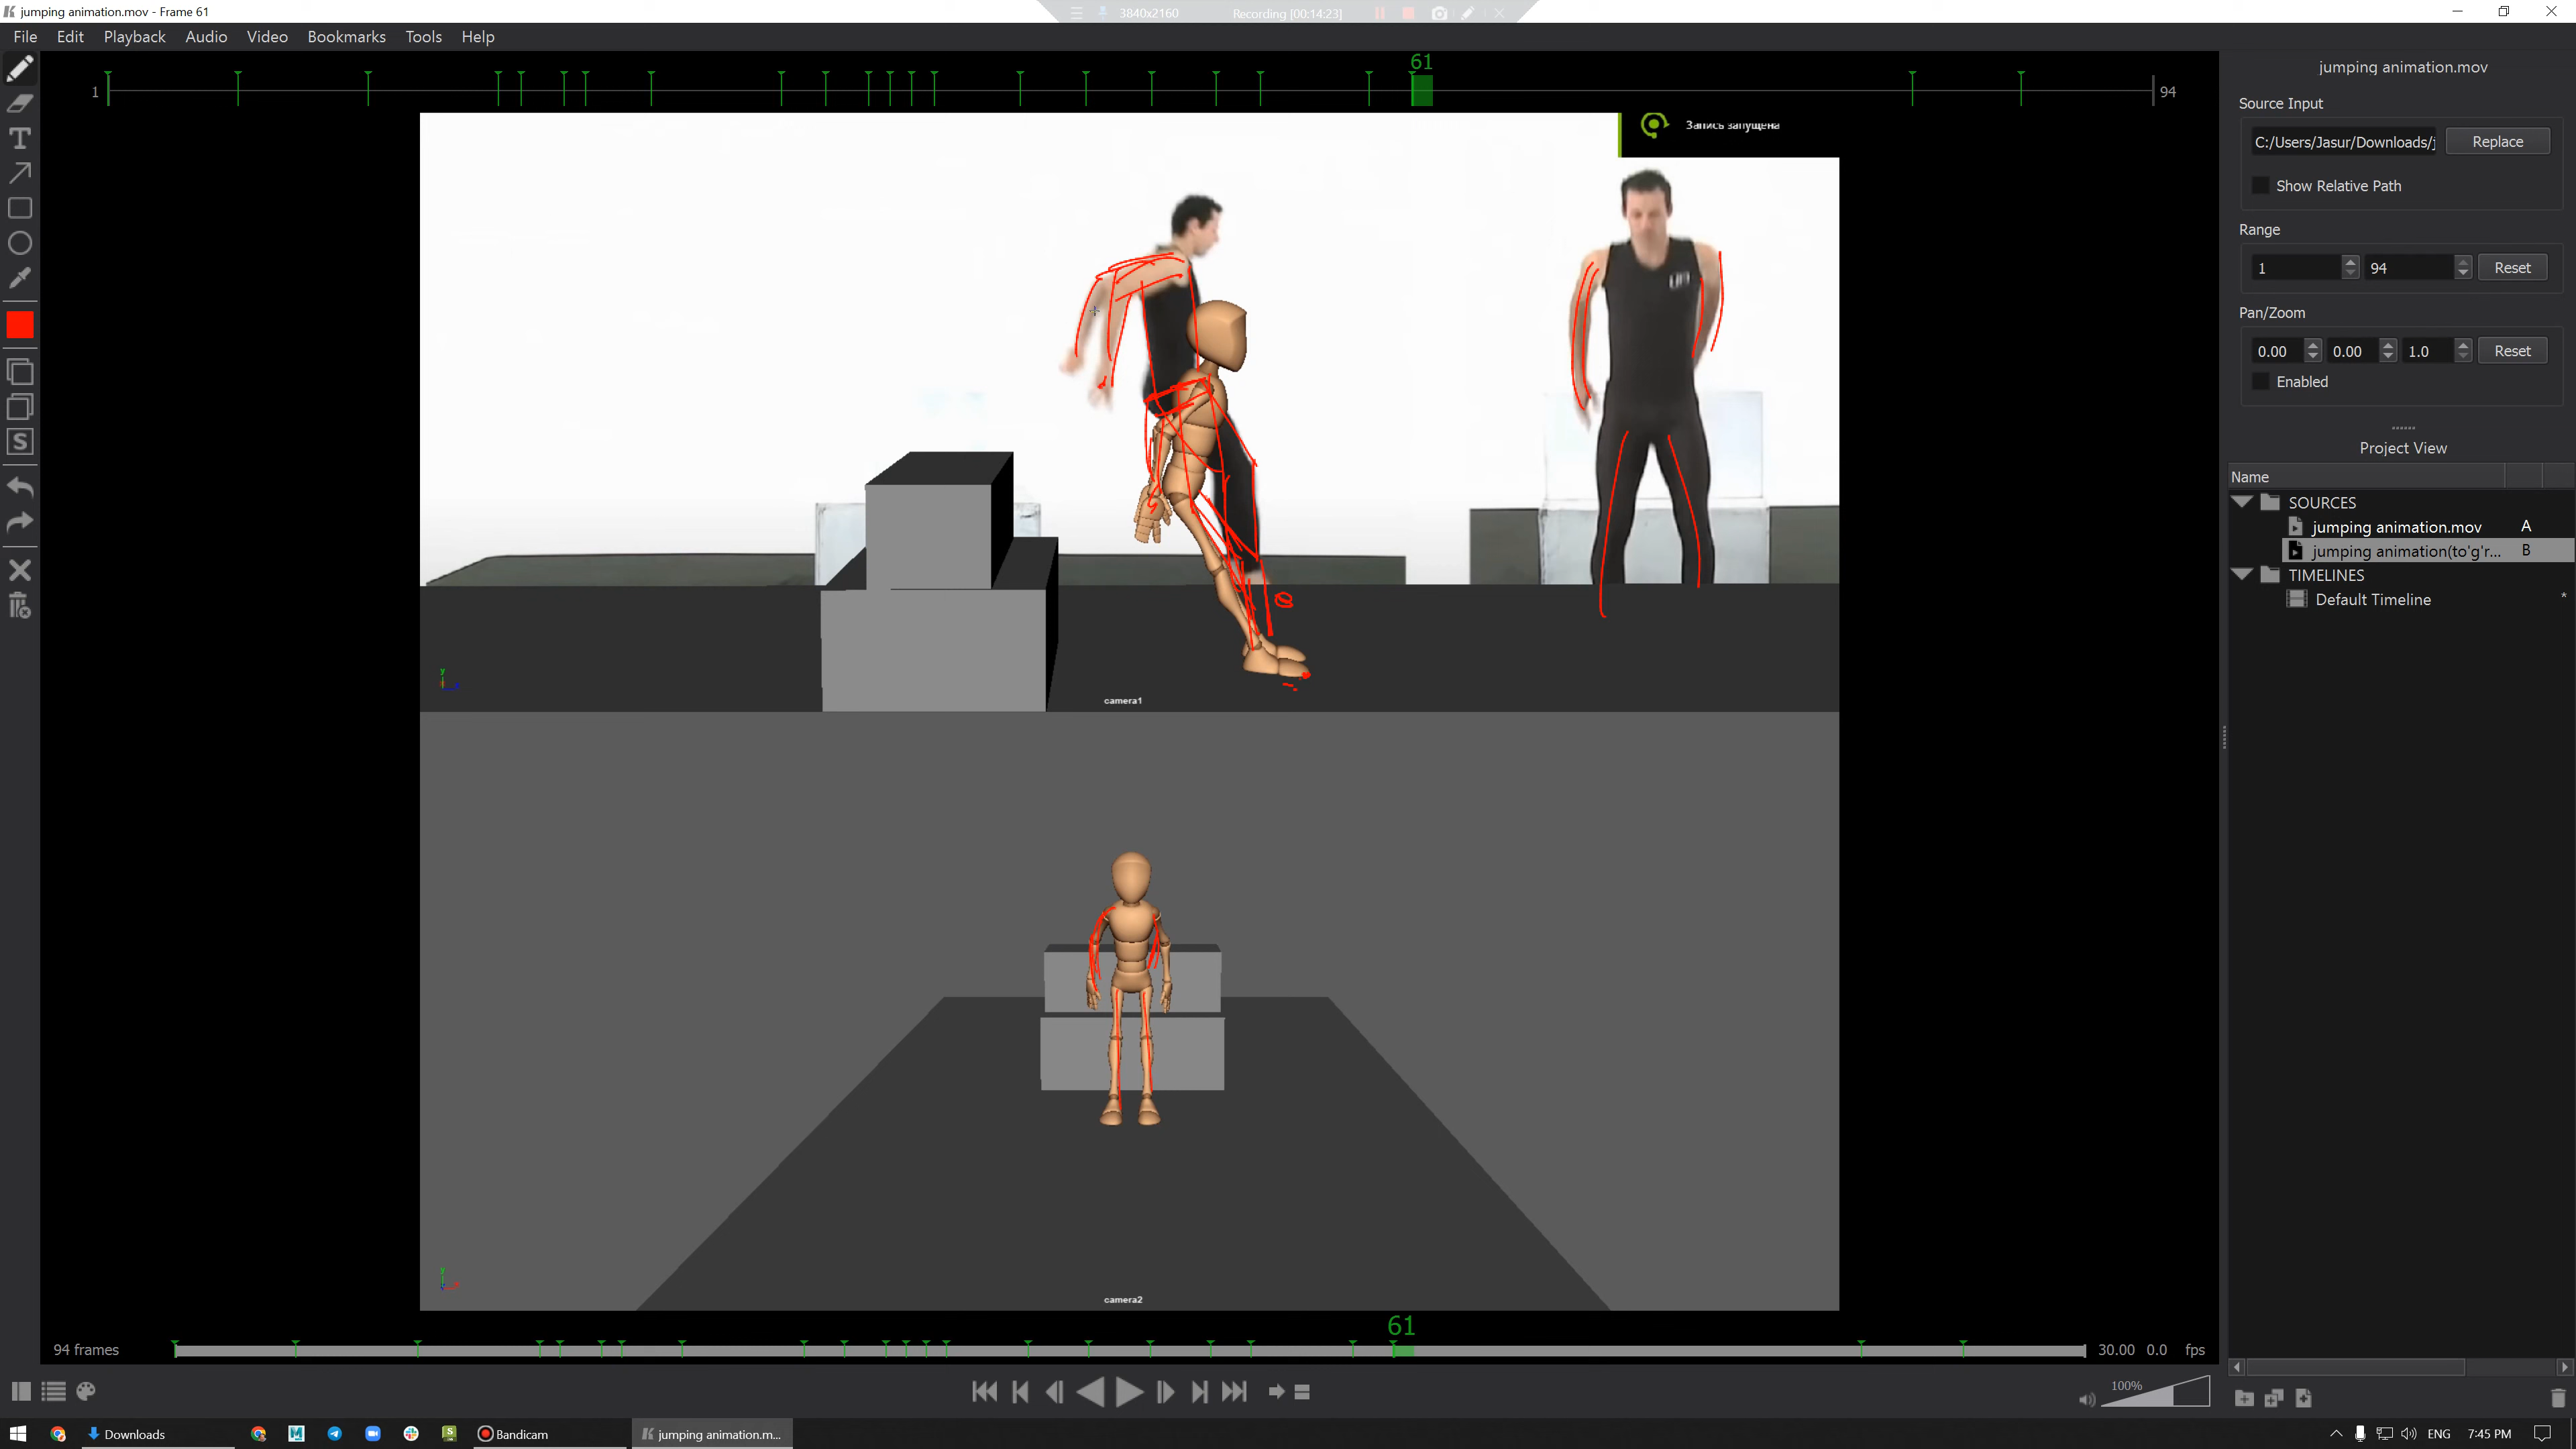 jumping animation.mov - Frame 61
3840x2160
Recording [00:14:23]
File Edit Playback Audio Video Bookmarks Tools Help
61
1
94
jumping animation.mov
Source Input
C:/Users/Jasur/Downloads/j
Replace
Show Relative Path
Range
1
94
Reset
Pan/Zoom
0.00
0.00
1.0
Reset
Enabled
Project View
Name
SOURCES
jumping animation.mov A
jumping animation(to'g'r... B
TIMELINES
Default Timeline *
Запись запущена
T
S
y
camera1
y
camera2
61
94 frames
30.00 0.0 fps
100%
Downloads
Bandicam
jumping animation.m...
ENG
7:45 PM